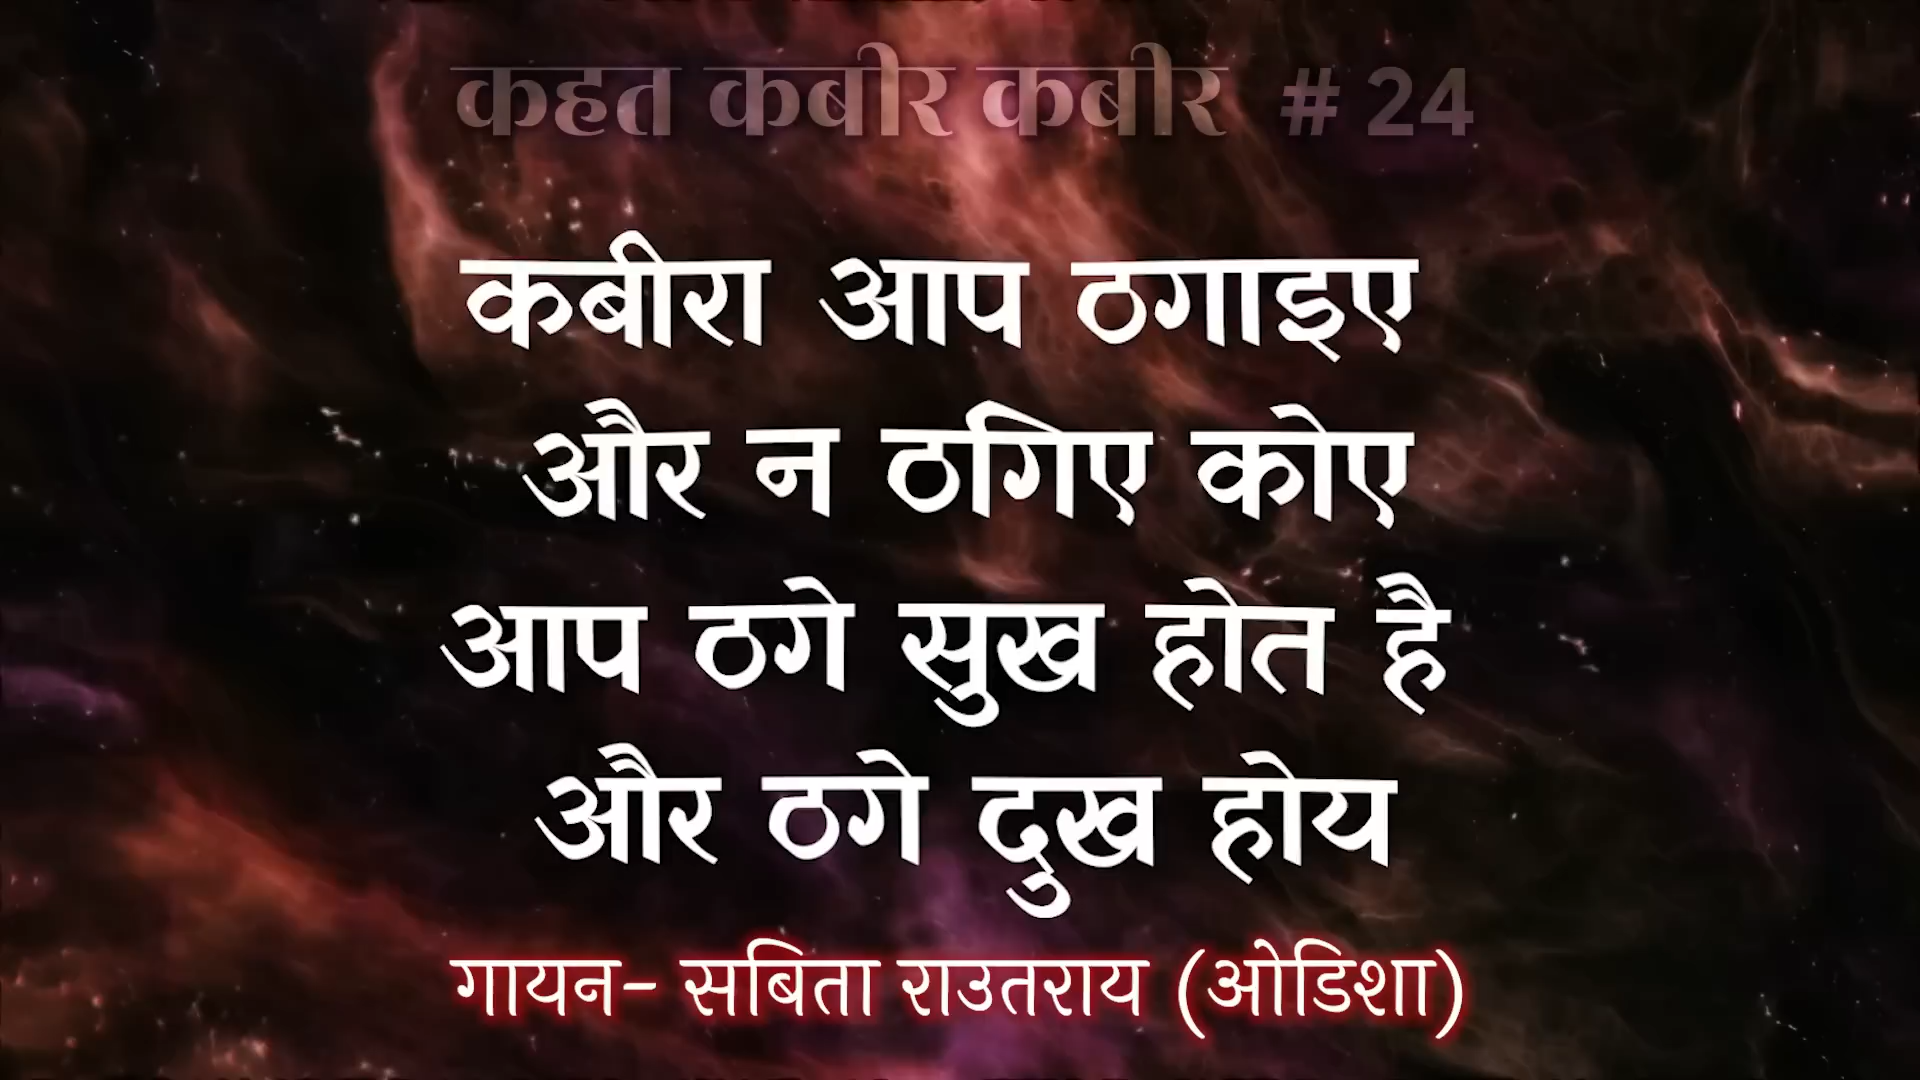 कहत कबीर कबीर # 24
कबीरा आप ठगाइए
और न ठगिए कोए
आप ठगे सुख होत है
और ठगे दुख होय
गायन- सबिता राउतराय (ओडिशा)